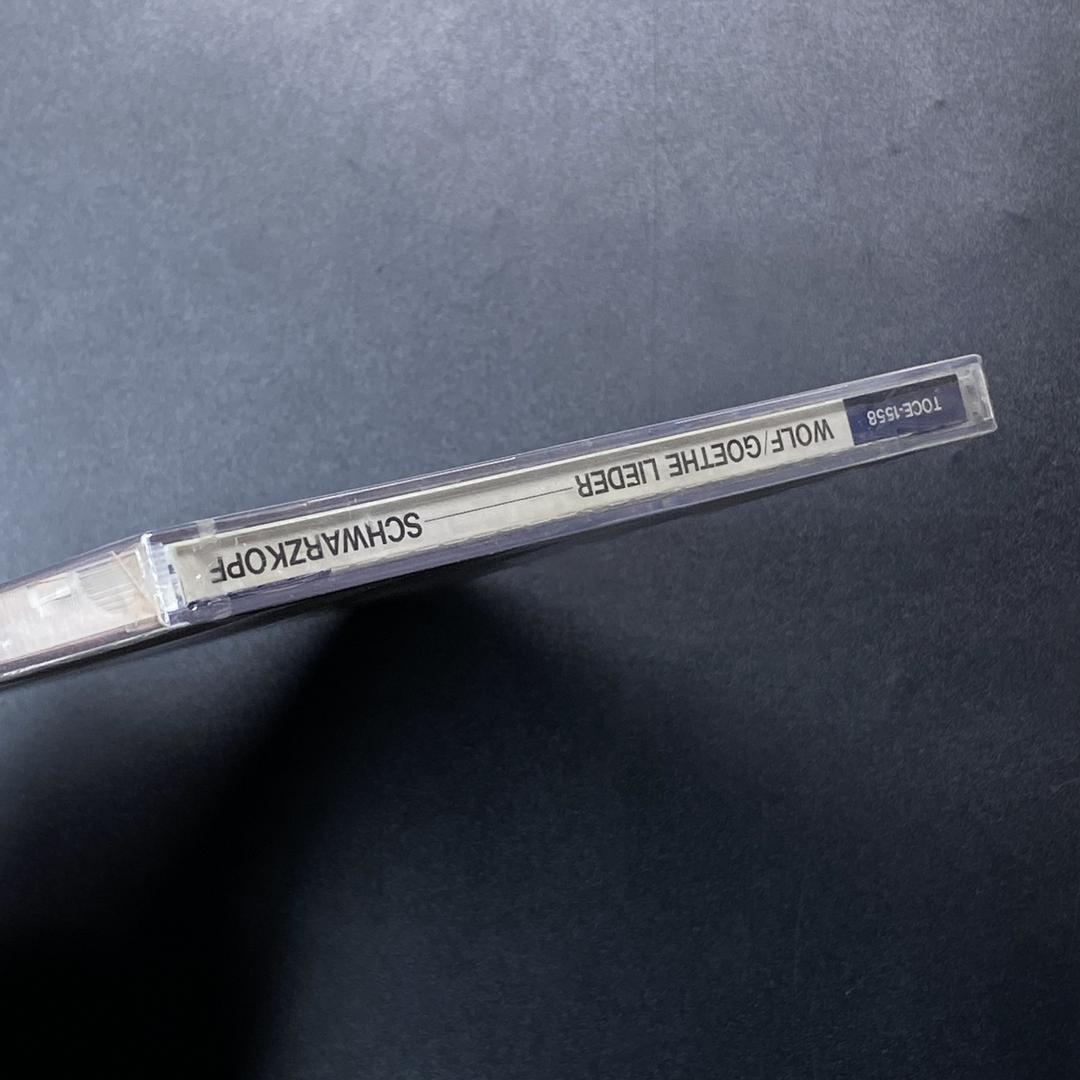 TOCE-1558
WOLF/GOETHE LIEDER——SCHWARZKOPF